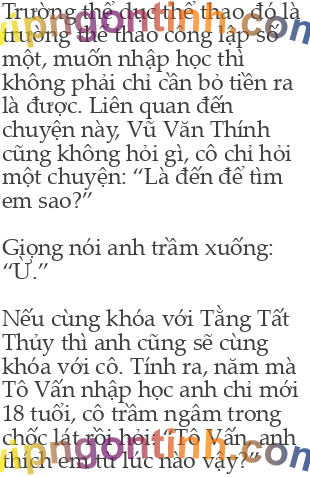 Trường thể dục thể thao đó là
trường thể thao công lập số
một, muốn nhập học thì
không phải chỉ cần bỏ tiền ra
là được. Liên quan đến
chuyện này, Vũ Văn Thính
cũng không hỏi gì, cô chỉ hỏi
một chuyện: “Là đến để tìm
em sao?”
Giọng nói anh trầm xuống:
“Ừ.”
Nếu cùng khóa với Tằng Tất
Thủy thì anh cũng sẽ cùng
khóa với cô. Tính ra, năm mà
Tô Vấn nhập học anh chỉ mới
18 tuổi, cô trầm ngâm trong
chốc lát rồi hỏi: “Tô Vấn, anh
thích em từ lúc nào vậy?”
vipngontinh.com
vipngontinh.com